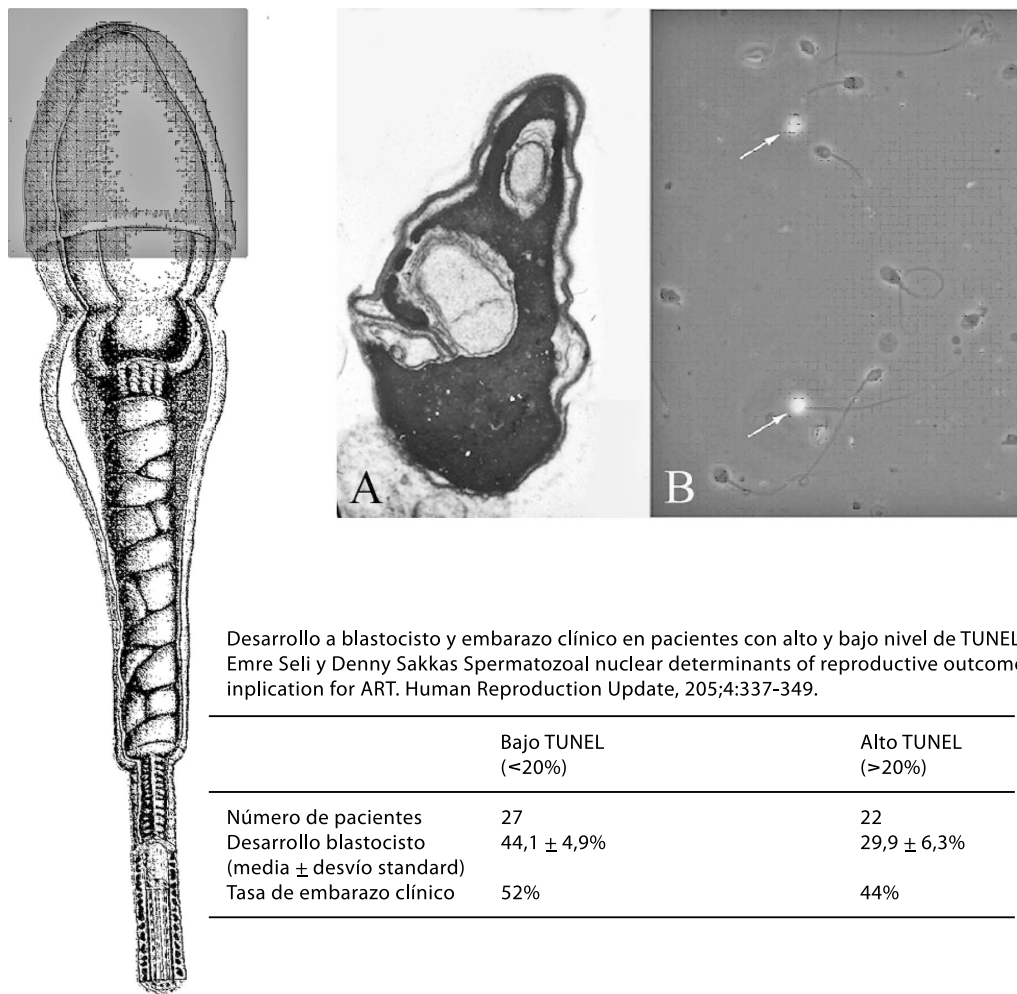 A
B
Desarrollo a blastocisto y embarazo clínico en pacientes con alto y bajo nivel de TUNEL
Emre Seli y Denny Sakkas Spermatozoal nuclear determinants of reproductive outcome
inplication for ART. Human Reproduction Update, 205;4:337-349.
Bajo TUNEL Alto TUNEL
(<20%) (>20%)
Número de pacientes 27 22
Desarrollo blastocisto 44,1 ± 4,9% 29,9 ± 6,3%
(media ± desvío standard)
Tasa de embarazo clínico 52% 44%